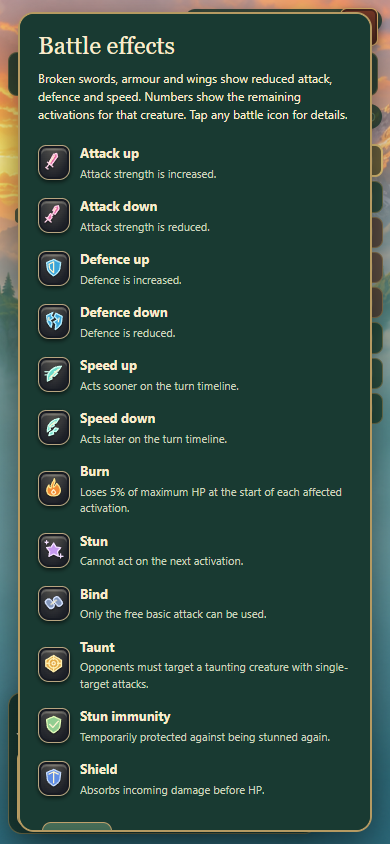 Battle effects
Broken swords, armour and wings show reduced attack,
defence and speed. Numbers show the remaining
activations for that creature. Tap any battle icon for details.
Attack up
Attack strength is increased.
Attack down
Attack strength is reduced.
Defence up
Defence is increased.
Defence down
Defence is reduced.
Speed up
Acts sooner on the turn timeline.
Speed down
Acts later on the turn timeline.
Burn
Loses 5% of maximum HP at the start of each affected
activation.
Stun
Cannot act on the next activation.
Bind
Only the free basic attack can be used.
Taunt
Opponents must target a taunting creature with single-
target attacks.
Stun immunity
Temporarily protected against being stunned again.
Shield
Absorbs incoming damage before HP.